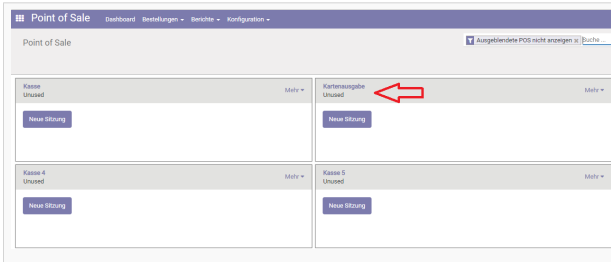 Point of Sale Dashboard Bestellungen Berichte Konfiguration
Point of Sale Ausgeblendete POS nicht anzeigen x Suche ...
Kasse Mehr
Unused
Neue Sitzung
Kartenausgabe Mehr
Unused
Neue Sitzung
Kasse 4 Mehr
Unused
Neue Sitzung
Kasse 5 Mehr
Unused
Neue Sitzung